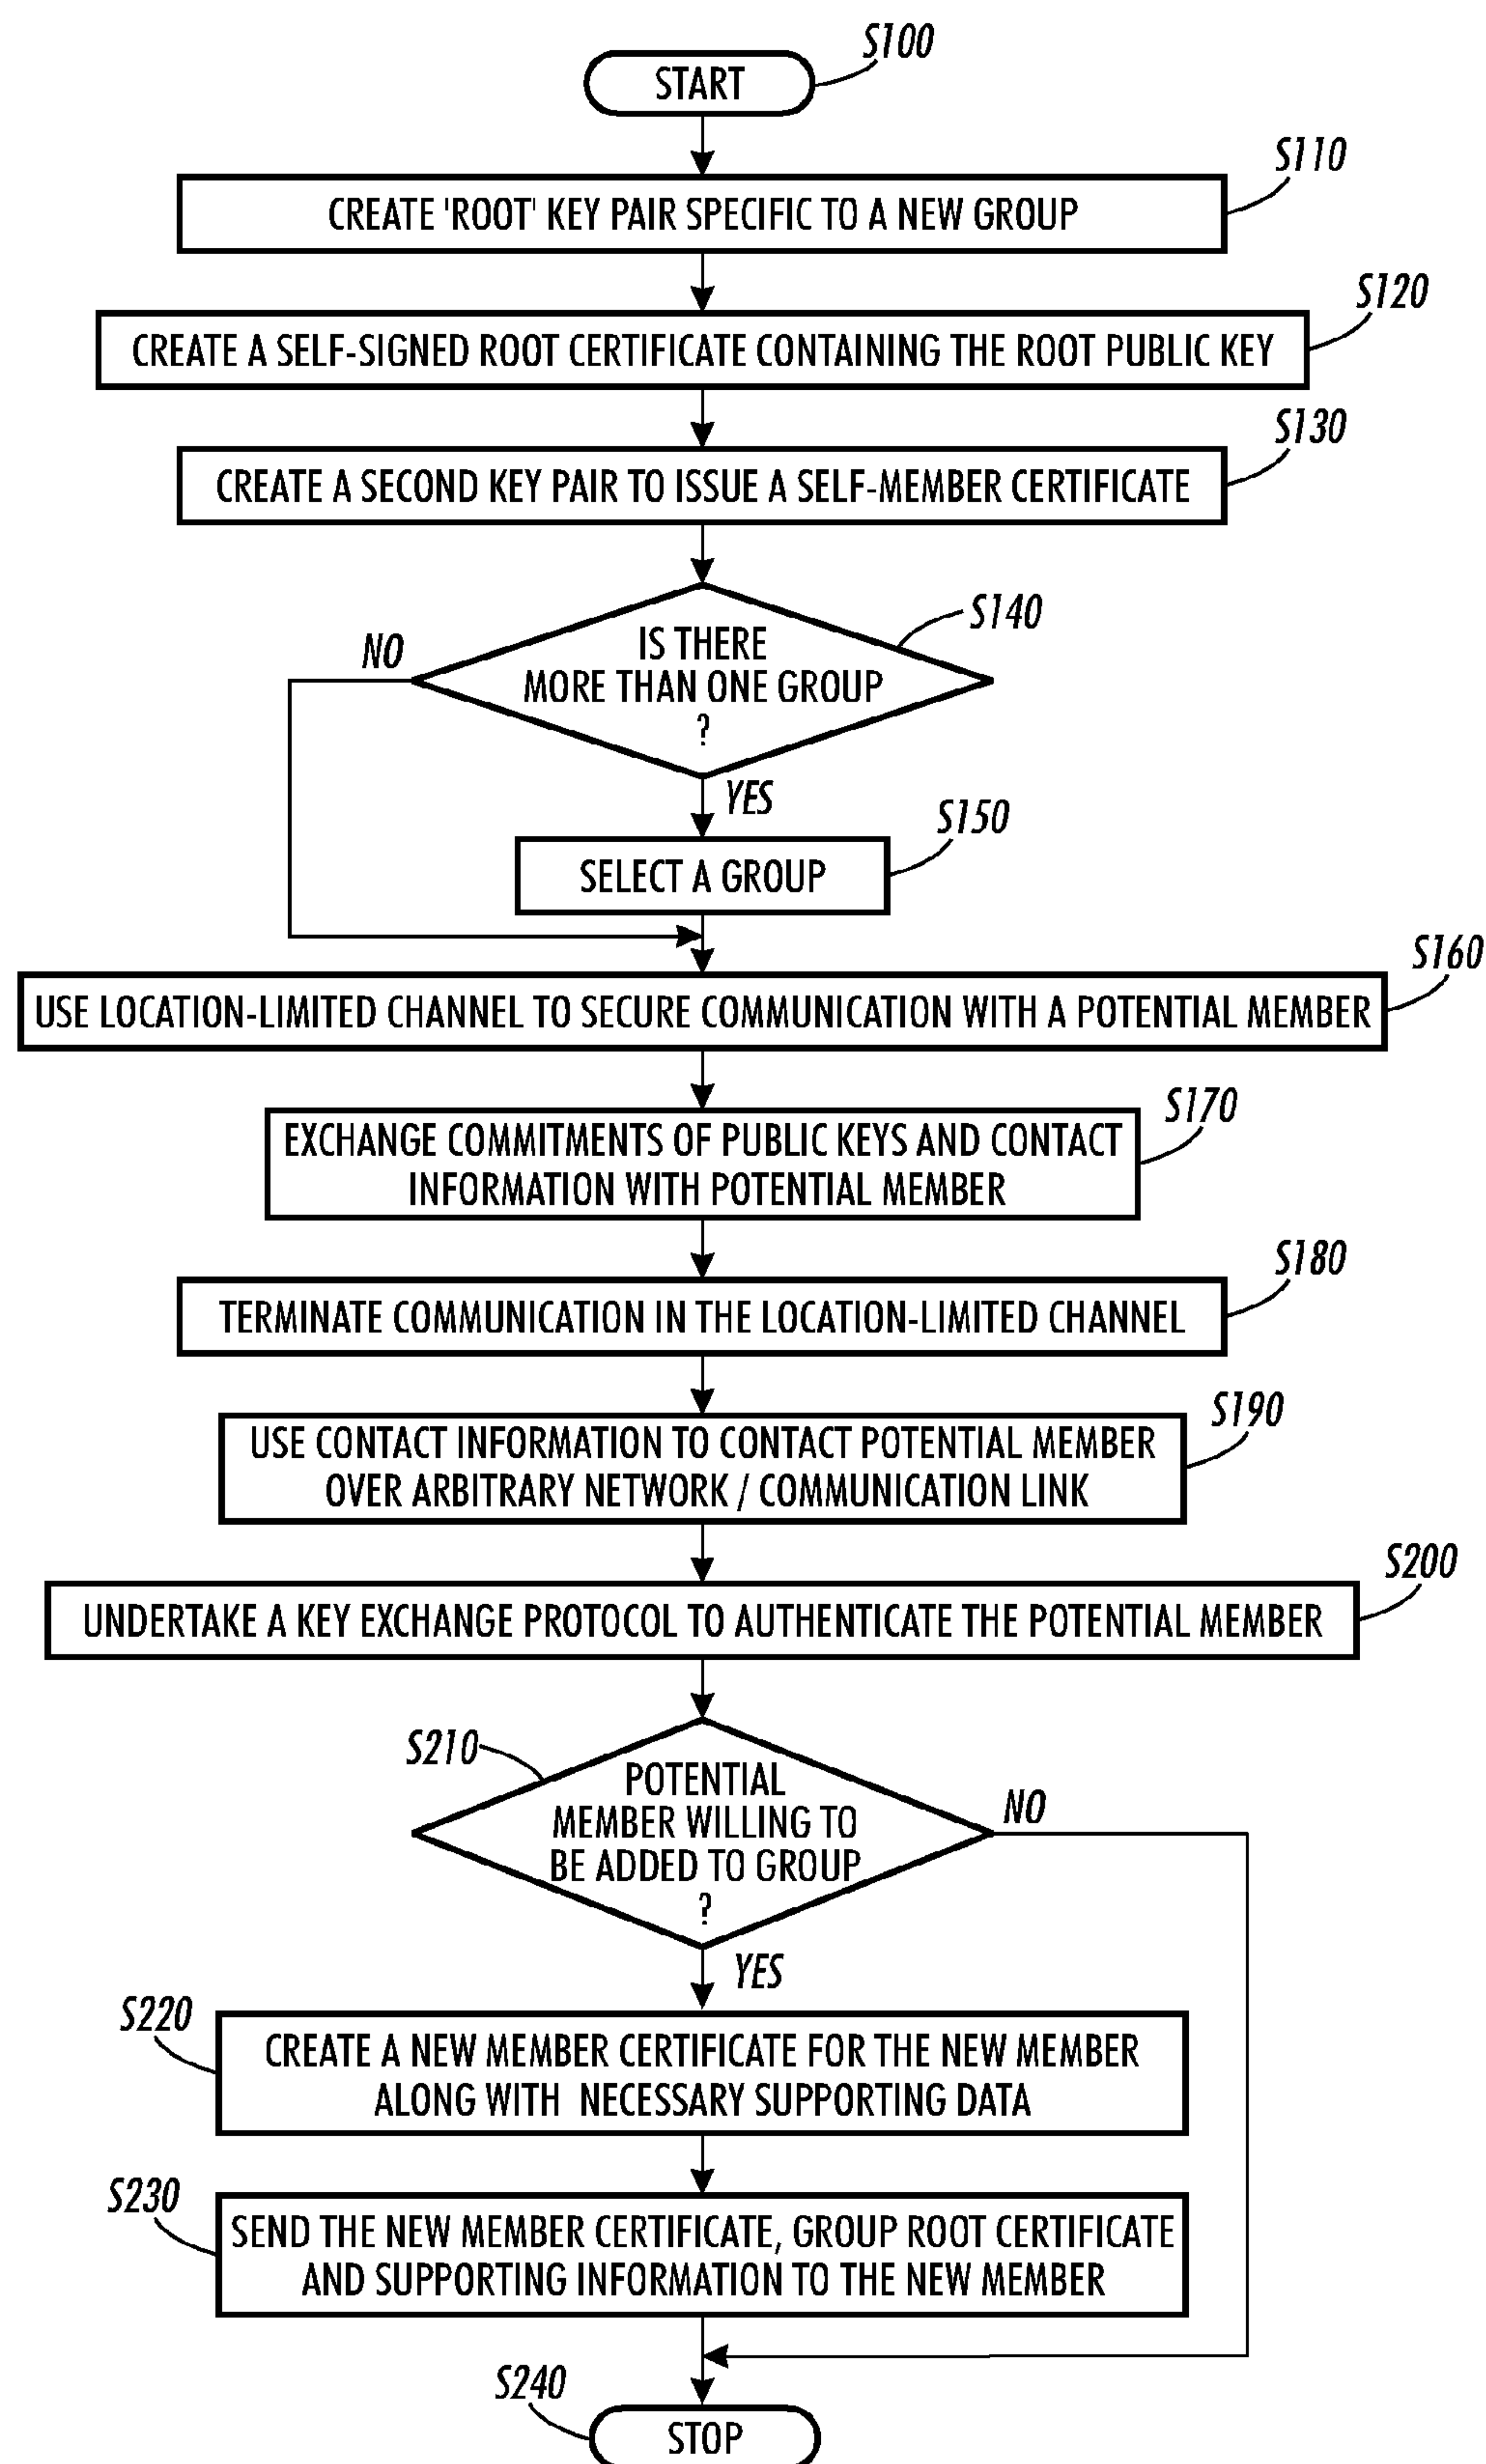 S100
START
S110
CREATE 'ROOT' KEY PAIR SPECIFIC TO A NEW GROUP
S120
CREATE A SELF-SIGNED ROOT CERTIFICATE CONTAINING THE ROOT PUBLIC KEY
S130
CREATE A SECOND KEY PAIR TO ISSUE A SELF-MEMBER CERTIFICATE
S140
NO
IS THERE
MORE THAN ONE GROUP
?
YES
S150
SELECT A GROUP
S160
USE LOCATION-LIMITED CHANNEL TO SECURE COMMUNICATION WITH A POTENTIAL MEMBER
S170
EXCHANGE COMMITMENTS OF PUBLIC KEYS AND CONTACT
INFORMATION WITH POTENTIAL MEMBER
S180
TERMINATE COMMUNICATION IN THE LOCATION-LIMITED CHANNEL
S190
USE CONTACT INFORMATION TO CONTACT POTENTIAL MEMBER
OVER ARBITRARY NETWORK / COMMUNICATION LINK
S200
UNDERTAKE A KEY EXCHANGE PROTOCOL TO AUTHENTICATE THE POTENTIAL MEMBER
S210
POTENTIAL
MEMBER WILLING TO
BE ADDED TO GROUP
?
NO
YES
S220
CREATE A NEW MEMBER CERTIFICATE FOR THE NEW MEMBER
ALONG WITH NECESSARY SUPPORTING DATA
S230
SEND THE NEW MEMBER CERTIFICATE, GROUP ROOT CERTIFICATE
AND SUPPORTING INFORMATION TO THE NEW MEMBER
S240
STOP